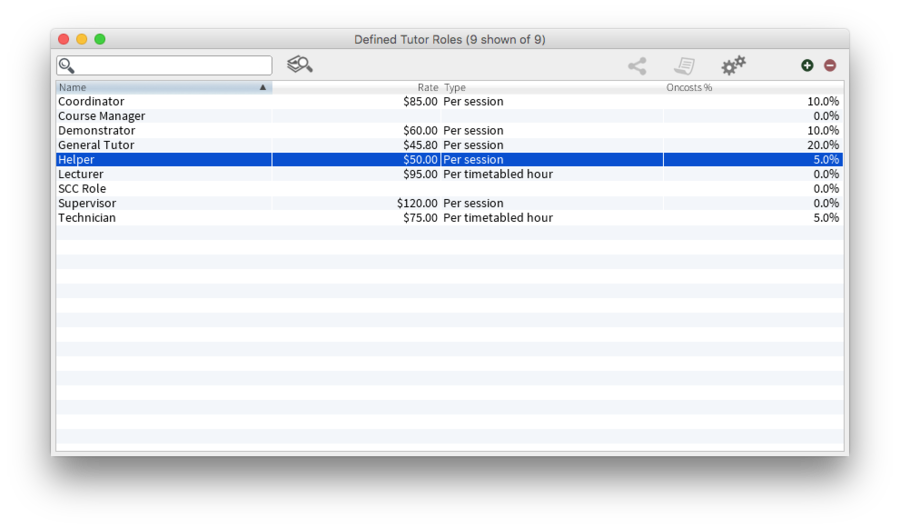 Defined Tutor Roles (9 shown of 9)
Name Rate Type Oncosts %
Coordinator $85.00 Per session 10.0%
Course Manager 0.0%
Demonstrator $60.00 Per session 10.0%
General Tutor $45.80 Per session 20.0%
Helper $50.00 Per session 5.0%
Lecturer $95.00 Per timetabled hour 0.0%
SCC Role 0.0%
Supervisor $120.00 Per session 0.0%
Technician $75.00 Per timetabled hour 5.0%